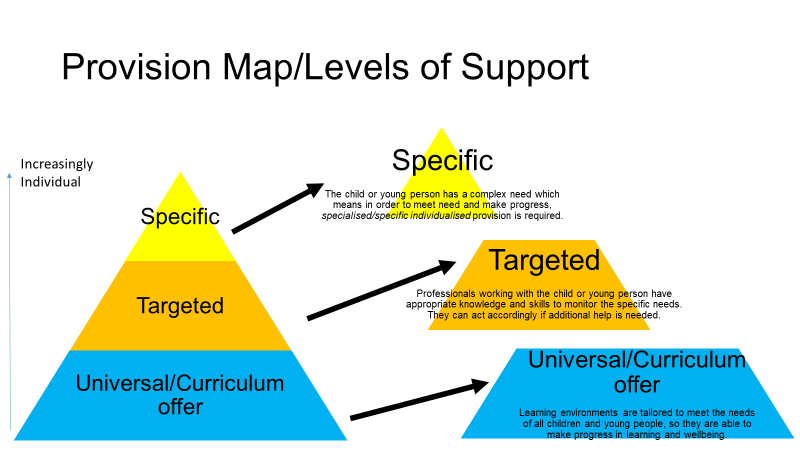 Provision Map/Levels of Support
Increasingly
Individual
Specific
Targeted
Universal/Curriculum
offer
Specific
The child or young person has a complex need which
means in order to meet need and make progress,
specialised/specific individualised provision is required.
Targeted
Professionals working with the child or young person have
appropriate knowledge and skills to monitor the specific needs.
They can act accordingly if additional help is needed.
Universal/Curriculum
offer
Learning environments are tailored to meet the needs
of all children and young people, so they are able to
make progress in learning and wellbeing.